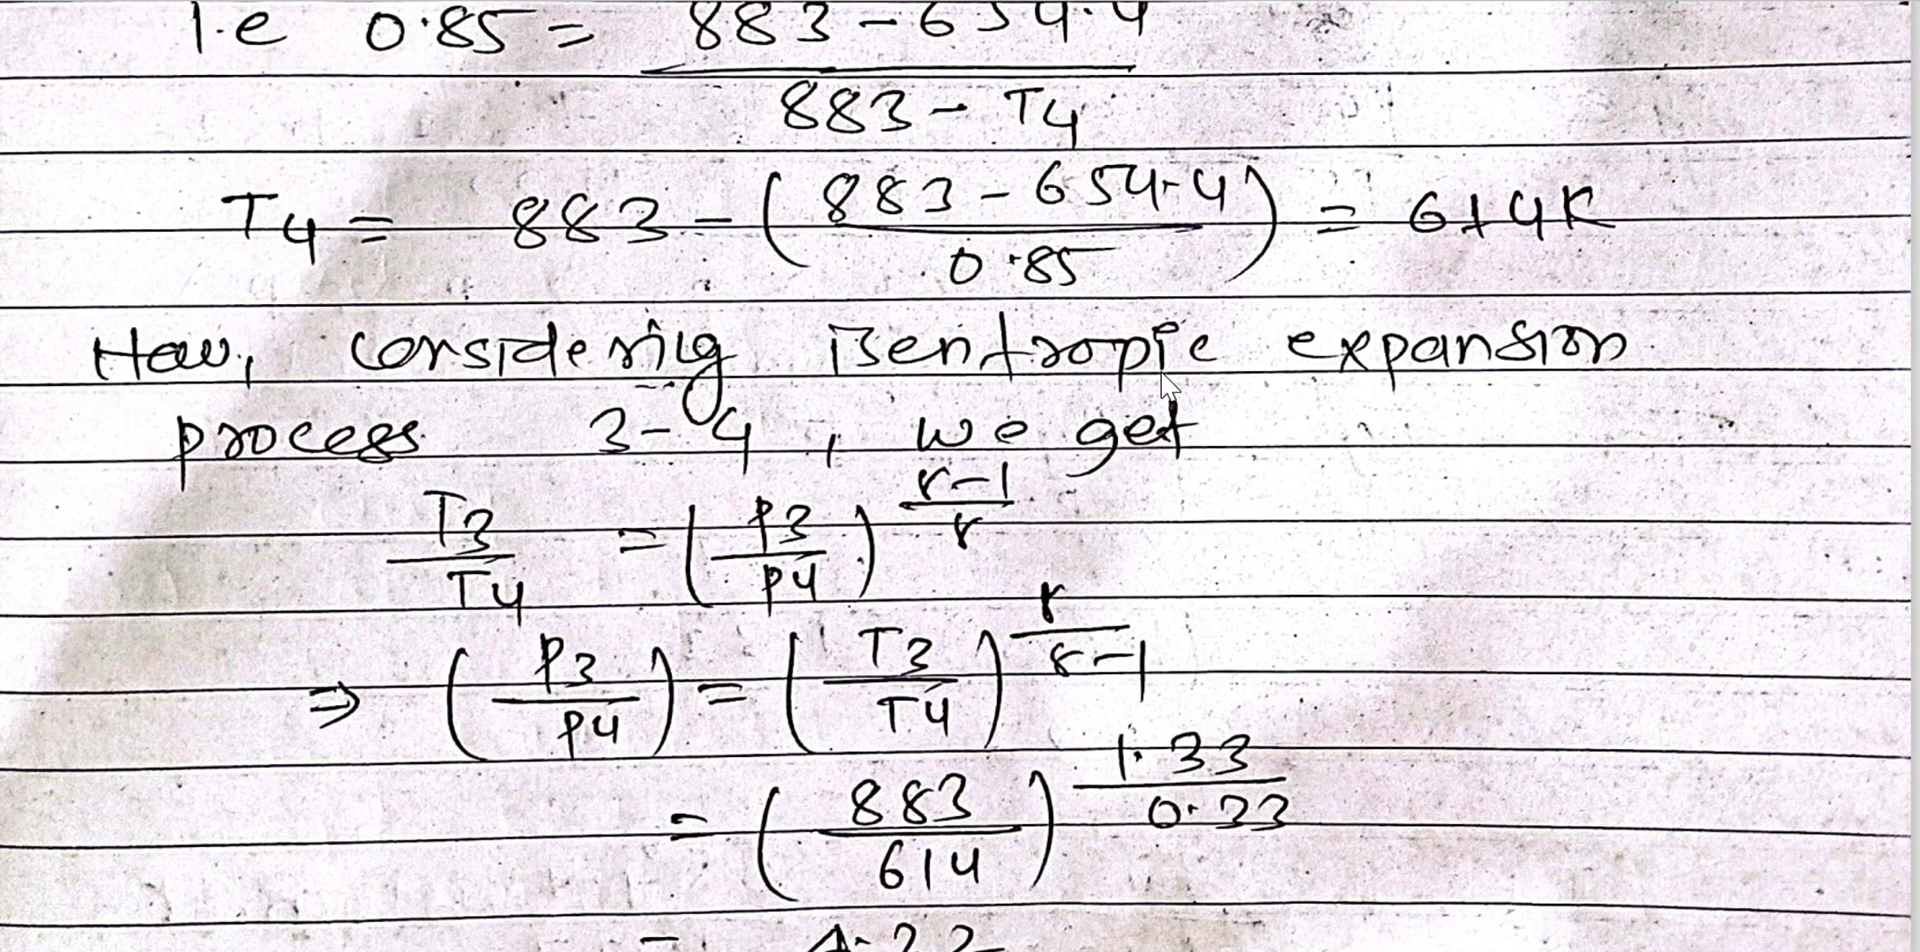 I.e 0.85 = (883 - 654.4) / (883 - T4)
T4 = 883 - ((883 - 654.4) / 0.85) = 614K
Now, considering isentropic expansion
process 3-4, we get
T3/T4 = (P3/P4)^((r-1)/r)
⇒ (P3/P4) = (T3/T4)^(r/(r-1))
= (883/614)^(1.33/0.33)